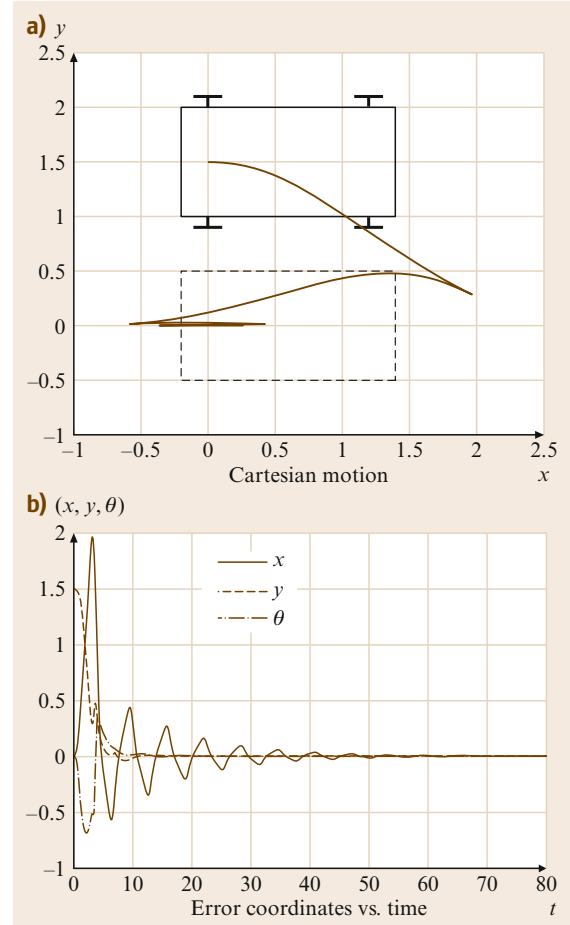 a) y
2.5
2
1.5
1
0.5
0
–0.5
–1
–1 –0.5 0 0.5 1 1.5 2 2.5
Cartesian motion x
b) (x, y, θ)
2
x
y
1.5
θ
1
0.5
0
–0.5
–1
0 10 20 30 40 50 60 70 80
Error coordinates vs. time t